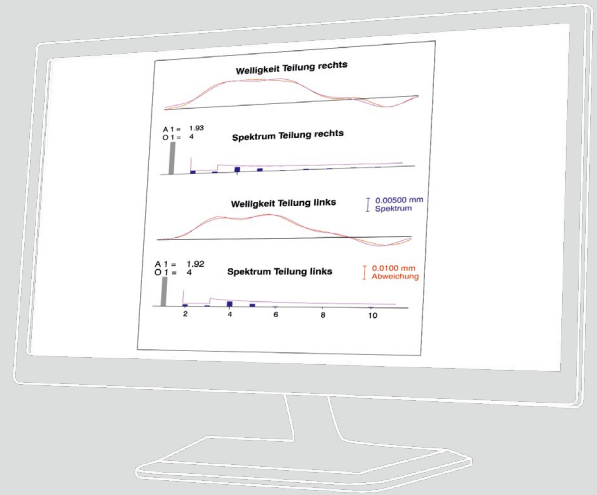 Welligkeit Teilung rechts
A 1 = 1.93
O 1 = 4
Spektrum Teilung rechts
Welligkeit Teilung links
0.00500 mm
Spektrum
A 1 = 1.92
O 1 = 4
Spektrum Teilung links
0.0100 mm
Abweichung
2 4 6 8 10